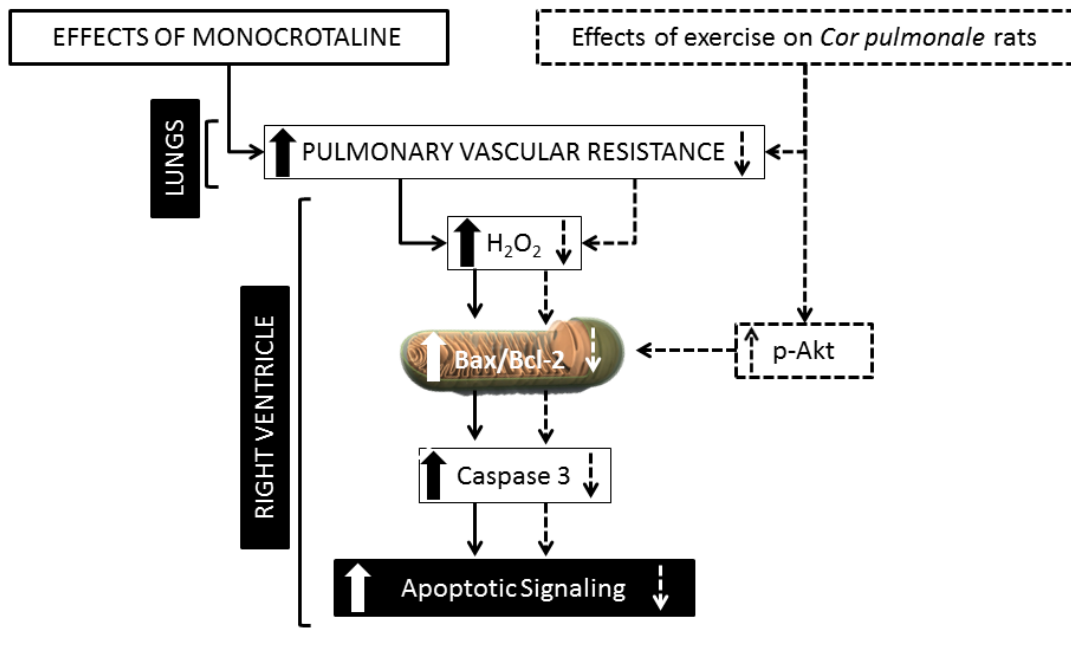 EFFECTS OF MONOCROTALINE
Effects of exercise on Cor pulmonale rats
LUNGS
PULMONARY VASCULAR RESISTANCE
H₂O₂
RIGHT VENTRICLE
Bax/Bcl-2
p-Akt
Caspase 3
Apoptotic Signaling